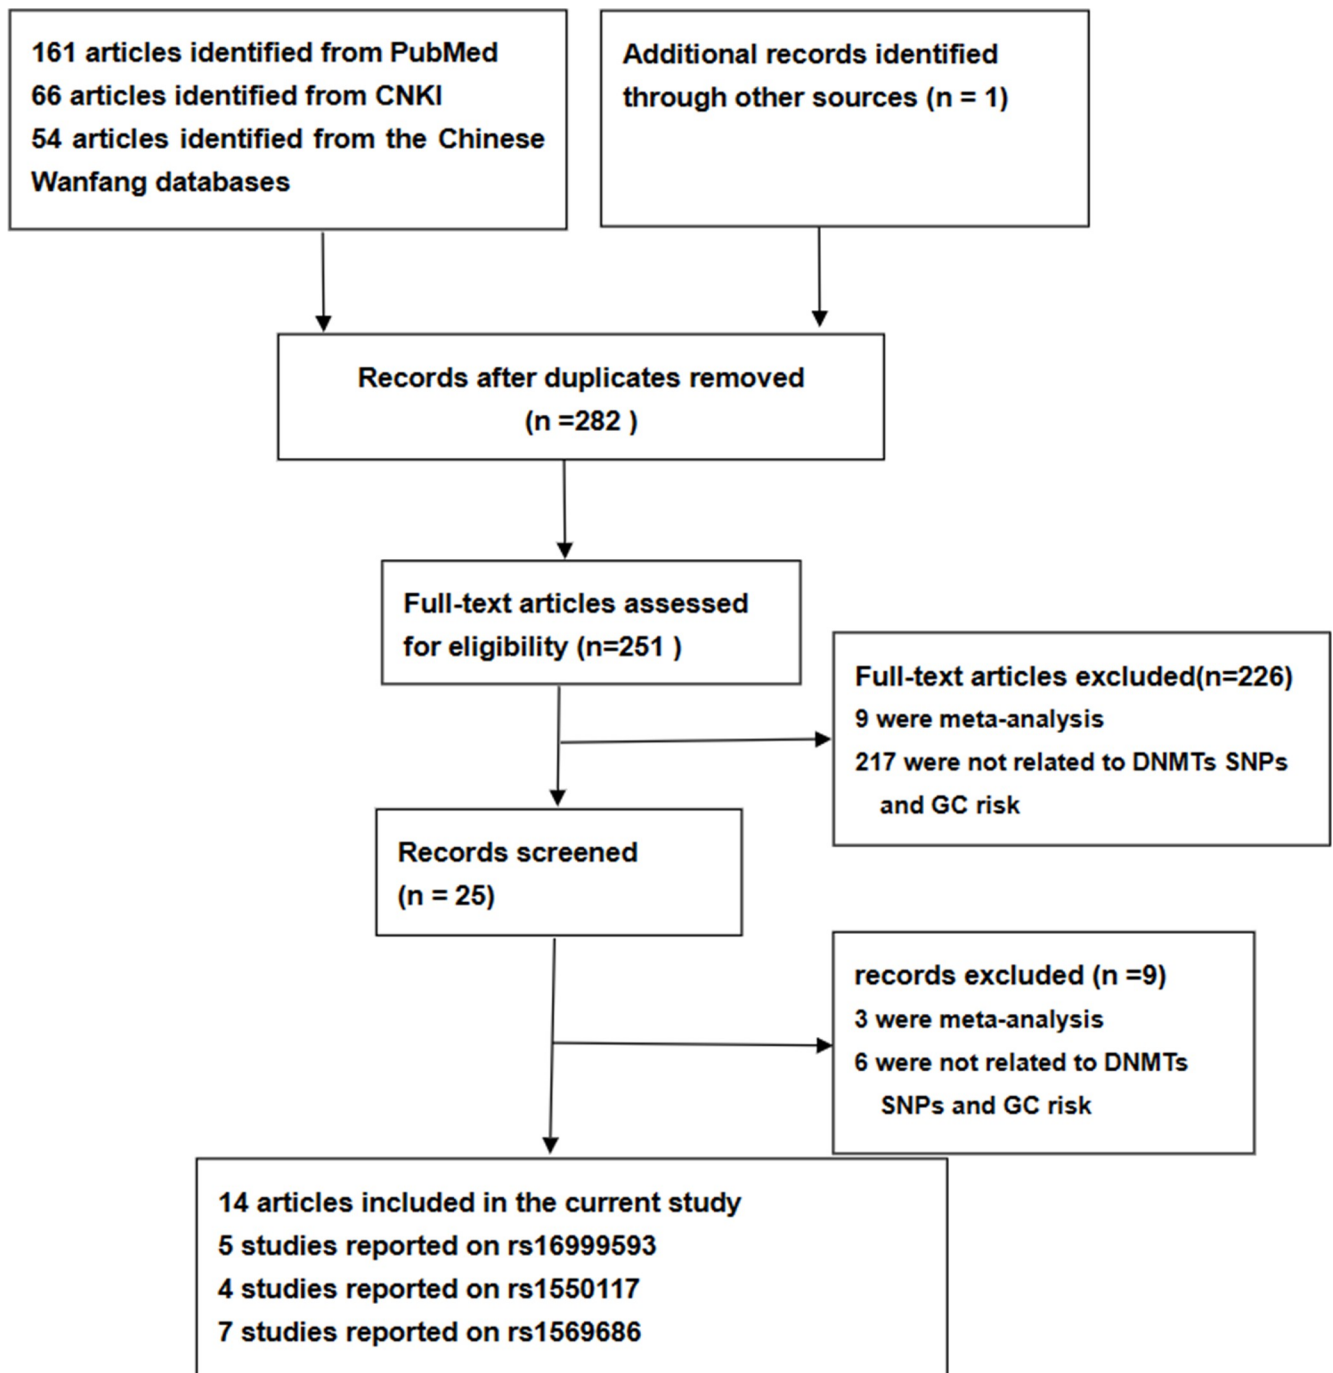 161 articles identified from PubMed
66 articles identified from CNKI
54 articles identified from the Chinese
Wanfang databases
Additional records identified
through other sources (n = 1)
Records after duplicates removed
(n =282 )
Full-text articles assessed
for eligibility (n=251 )
Full-text articles excluded(n=226)
9 were meta-analysis
217 were not related to DNMTs SNPs
and GC risk
Records screened
(n = 25)
records excluded (n =9)
3 were meta-analysis
6 were not related to DNMTs
SNPs and GC risk
14 articles included in the current study
5 studies reported on rs16999593
4 studies reported on rs1550117
7 studies reported on rs1569686